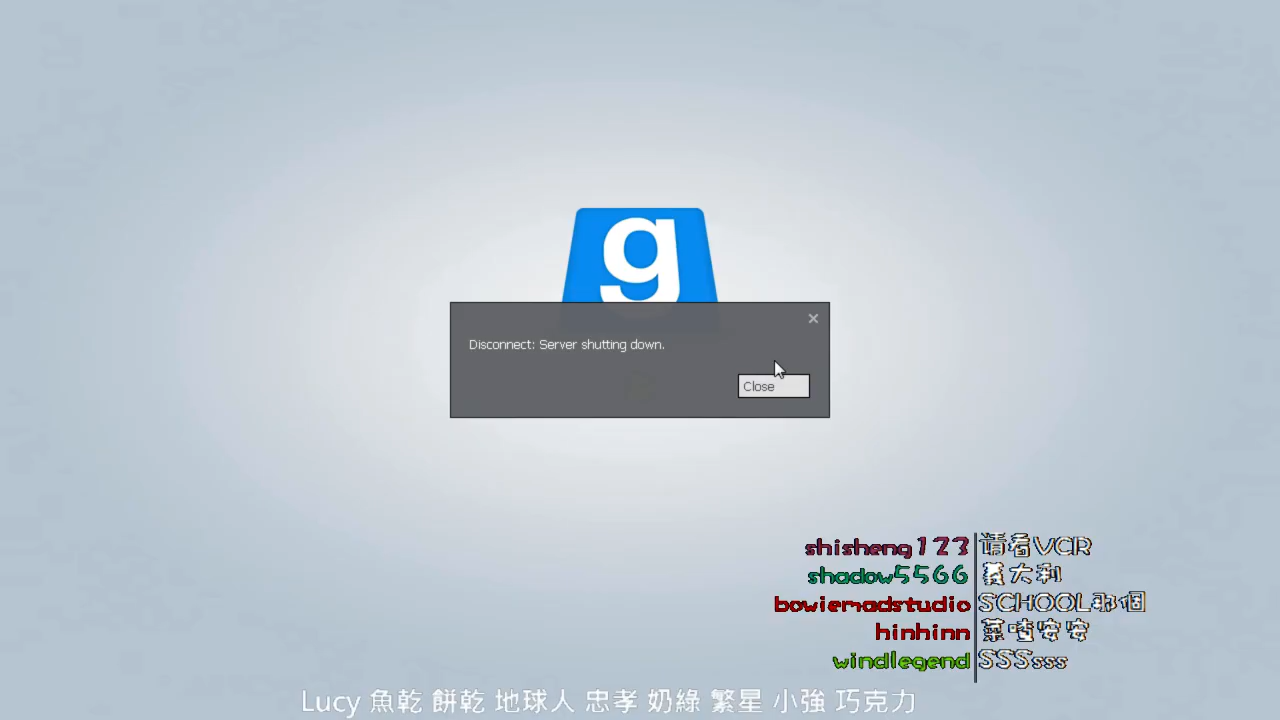 g
Disconnect: Server shutting down.
Close
shisheng123 請看VCR
shadow5566 義大利
bowiemadstudio SCHOOL那個
hinhinn 菜喳安安
windlegend SSSsss
Lucy 魚乾 餅乾 地球人 忠孝 奶綠 繁星 小強 巧克力